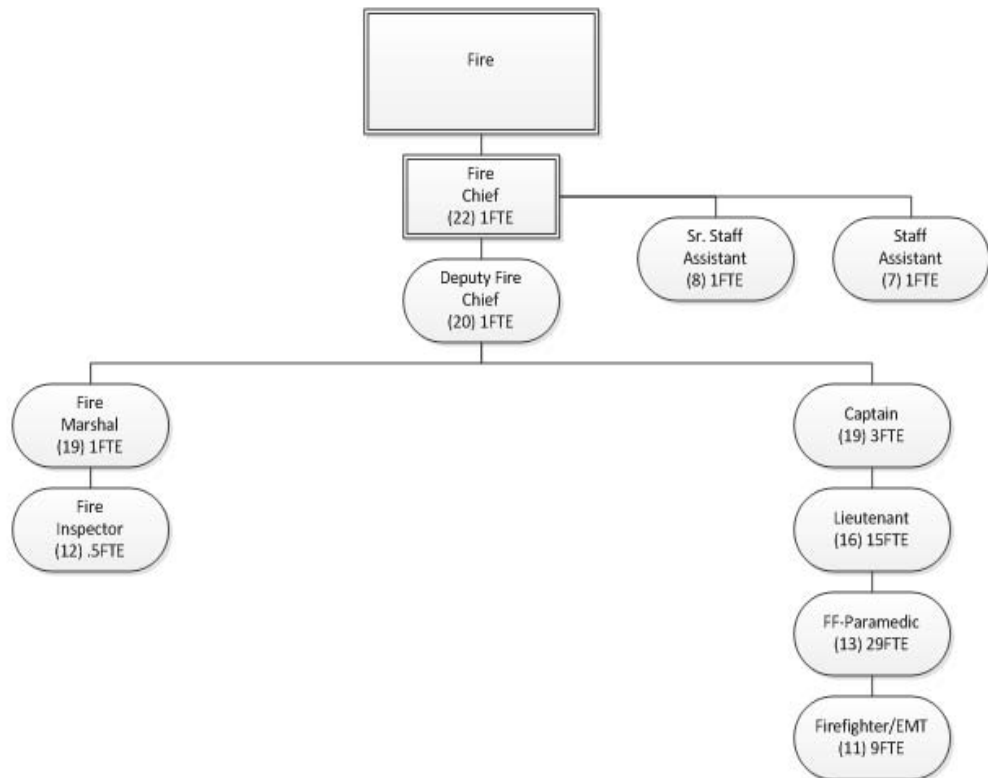 Fire
Fire
Chief
(22) 1FTE
Sr. Staff
Assistant
(8) 1FTE
Staff
Assistant
(7) 1FTE
Deputy Fire
Chief
(20) 1FTE
Fire
Marshal
(19) 1FTE
Captain
(19) 3FTE
Fire
Inspector
(12) .5FTE
Lieutenant
(16) 15FTE
FF-Paramedic
(13) 29FTE
Firefighter/EMT
(11) 9FTE